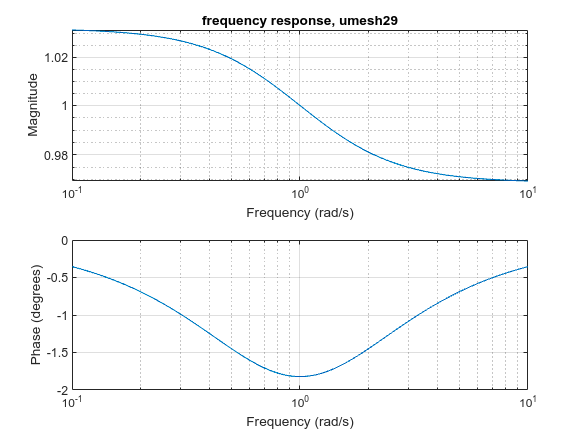 frequency response, umesh29
Magnitude
1.02
1
0.98
10^-1
10^0
10^1
Frequency (rad/s)
Phase (degrees)
0
-0.5
-1
-1.5
-2
10^-1
10^0
10^1
Frequency (rad/s)